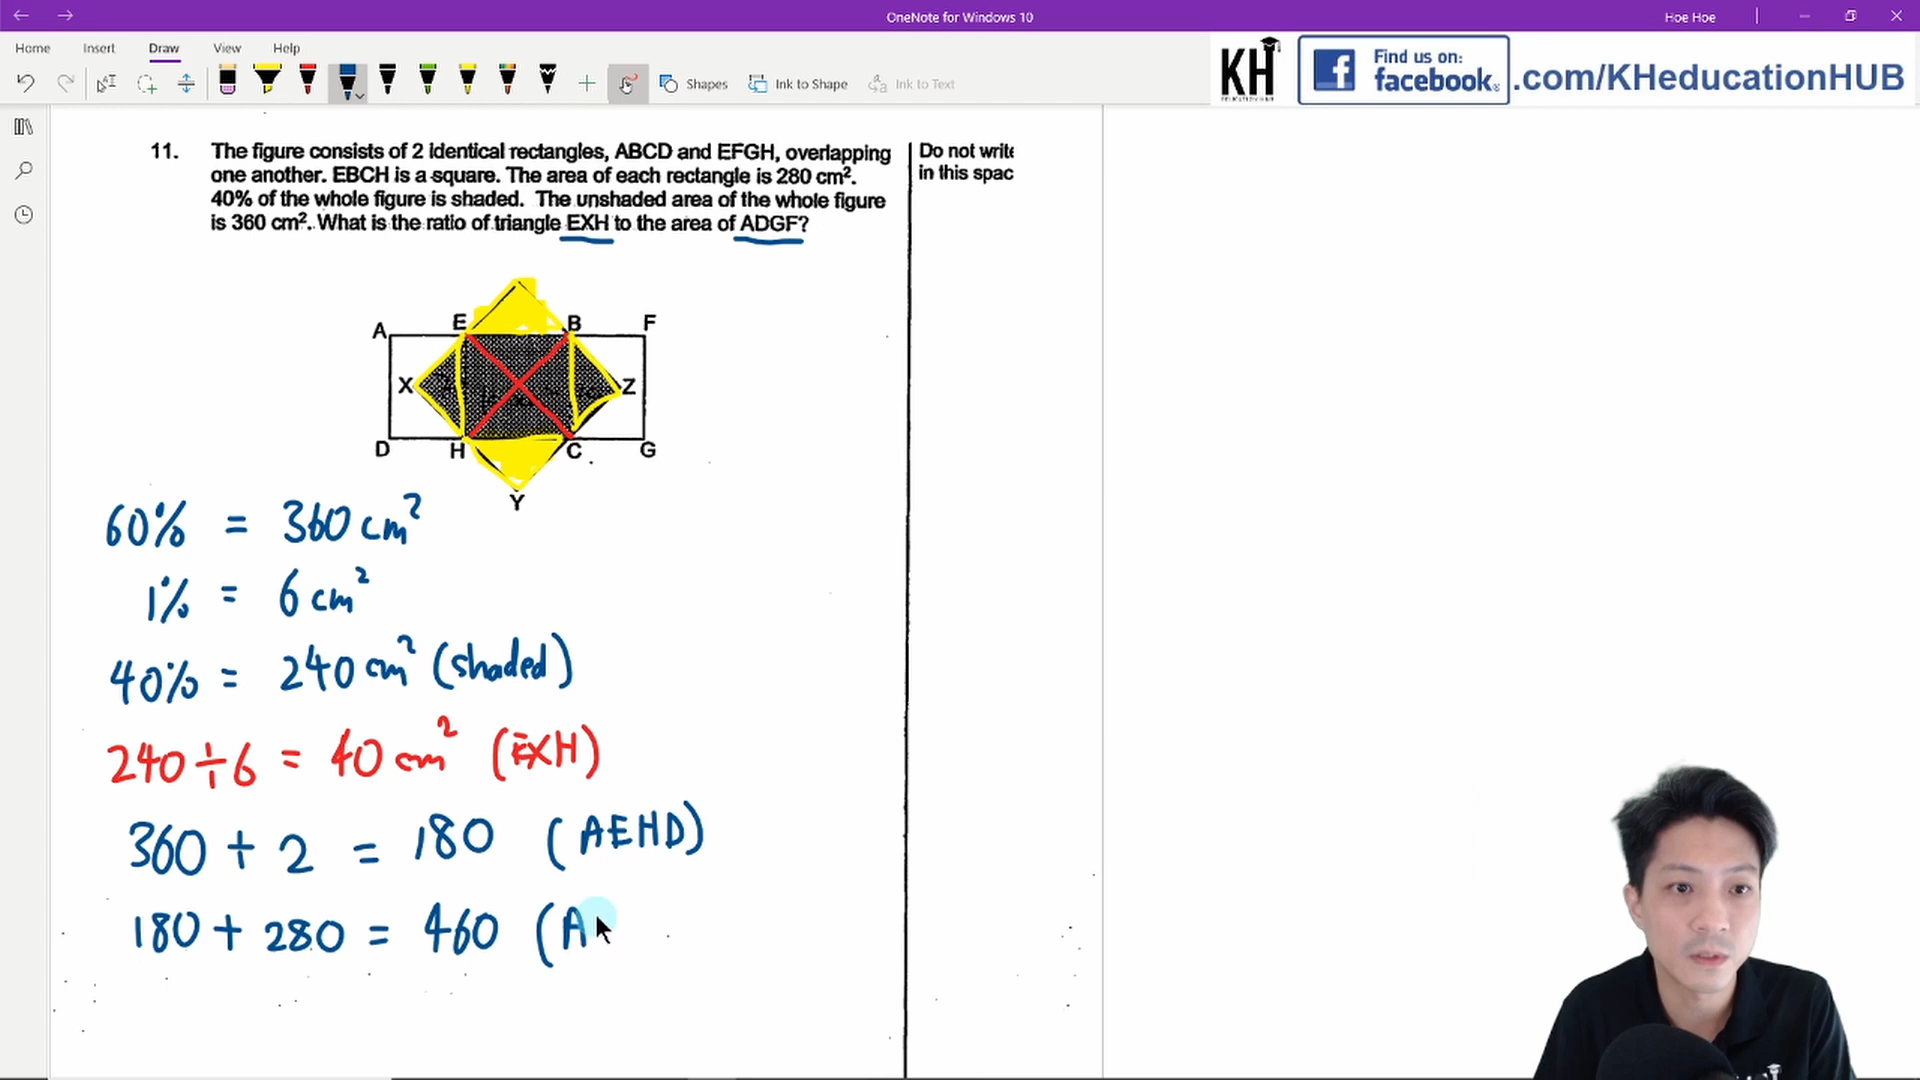 OneNote for Windows 10
Hoe Hoe
Home Insert Draw View Help
Shapes Ink to Shape Ink to Text
KH
Find us on:
facebook .com/KHeducationHUB
11. The figure consists of 2 identical rectangles, ABCD and EFGH, overlapping
one another. EBCH is a square. The area of each rectangle is 280 cm².
40% of the whole figure is shaded. The unshaded area of the whole figure
is 360 cm². What is the ratio of triangle EXH to the area of ADGF?
Do not write
in this spac
A E B F
X Z
D H C G
Y
60% = 360 cm²
1% = 6 cm²
40% = 240 cm² (shaded)
240 ÷ 6 = 40 cm² (EXH)
360 + 2 = 180 (AEHD)
180 + 280 = 460 (A